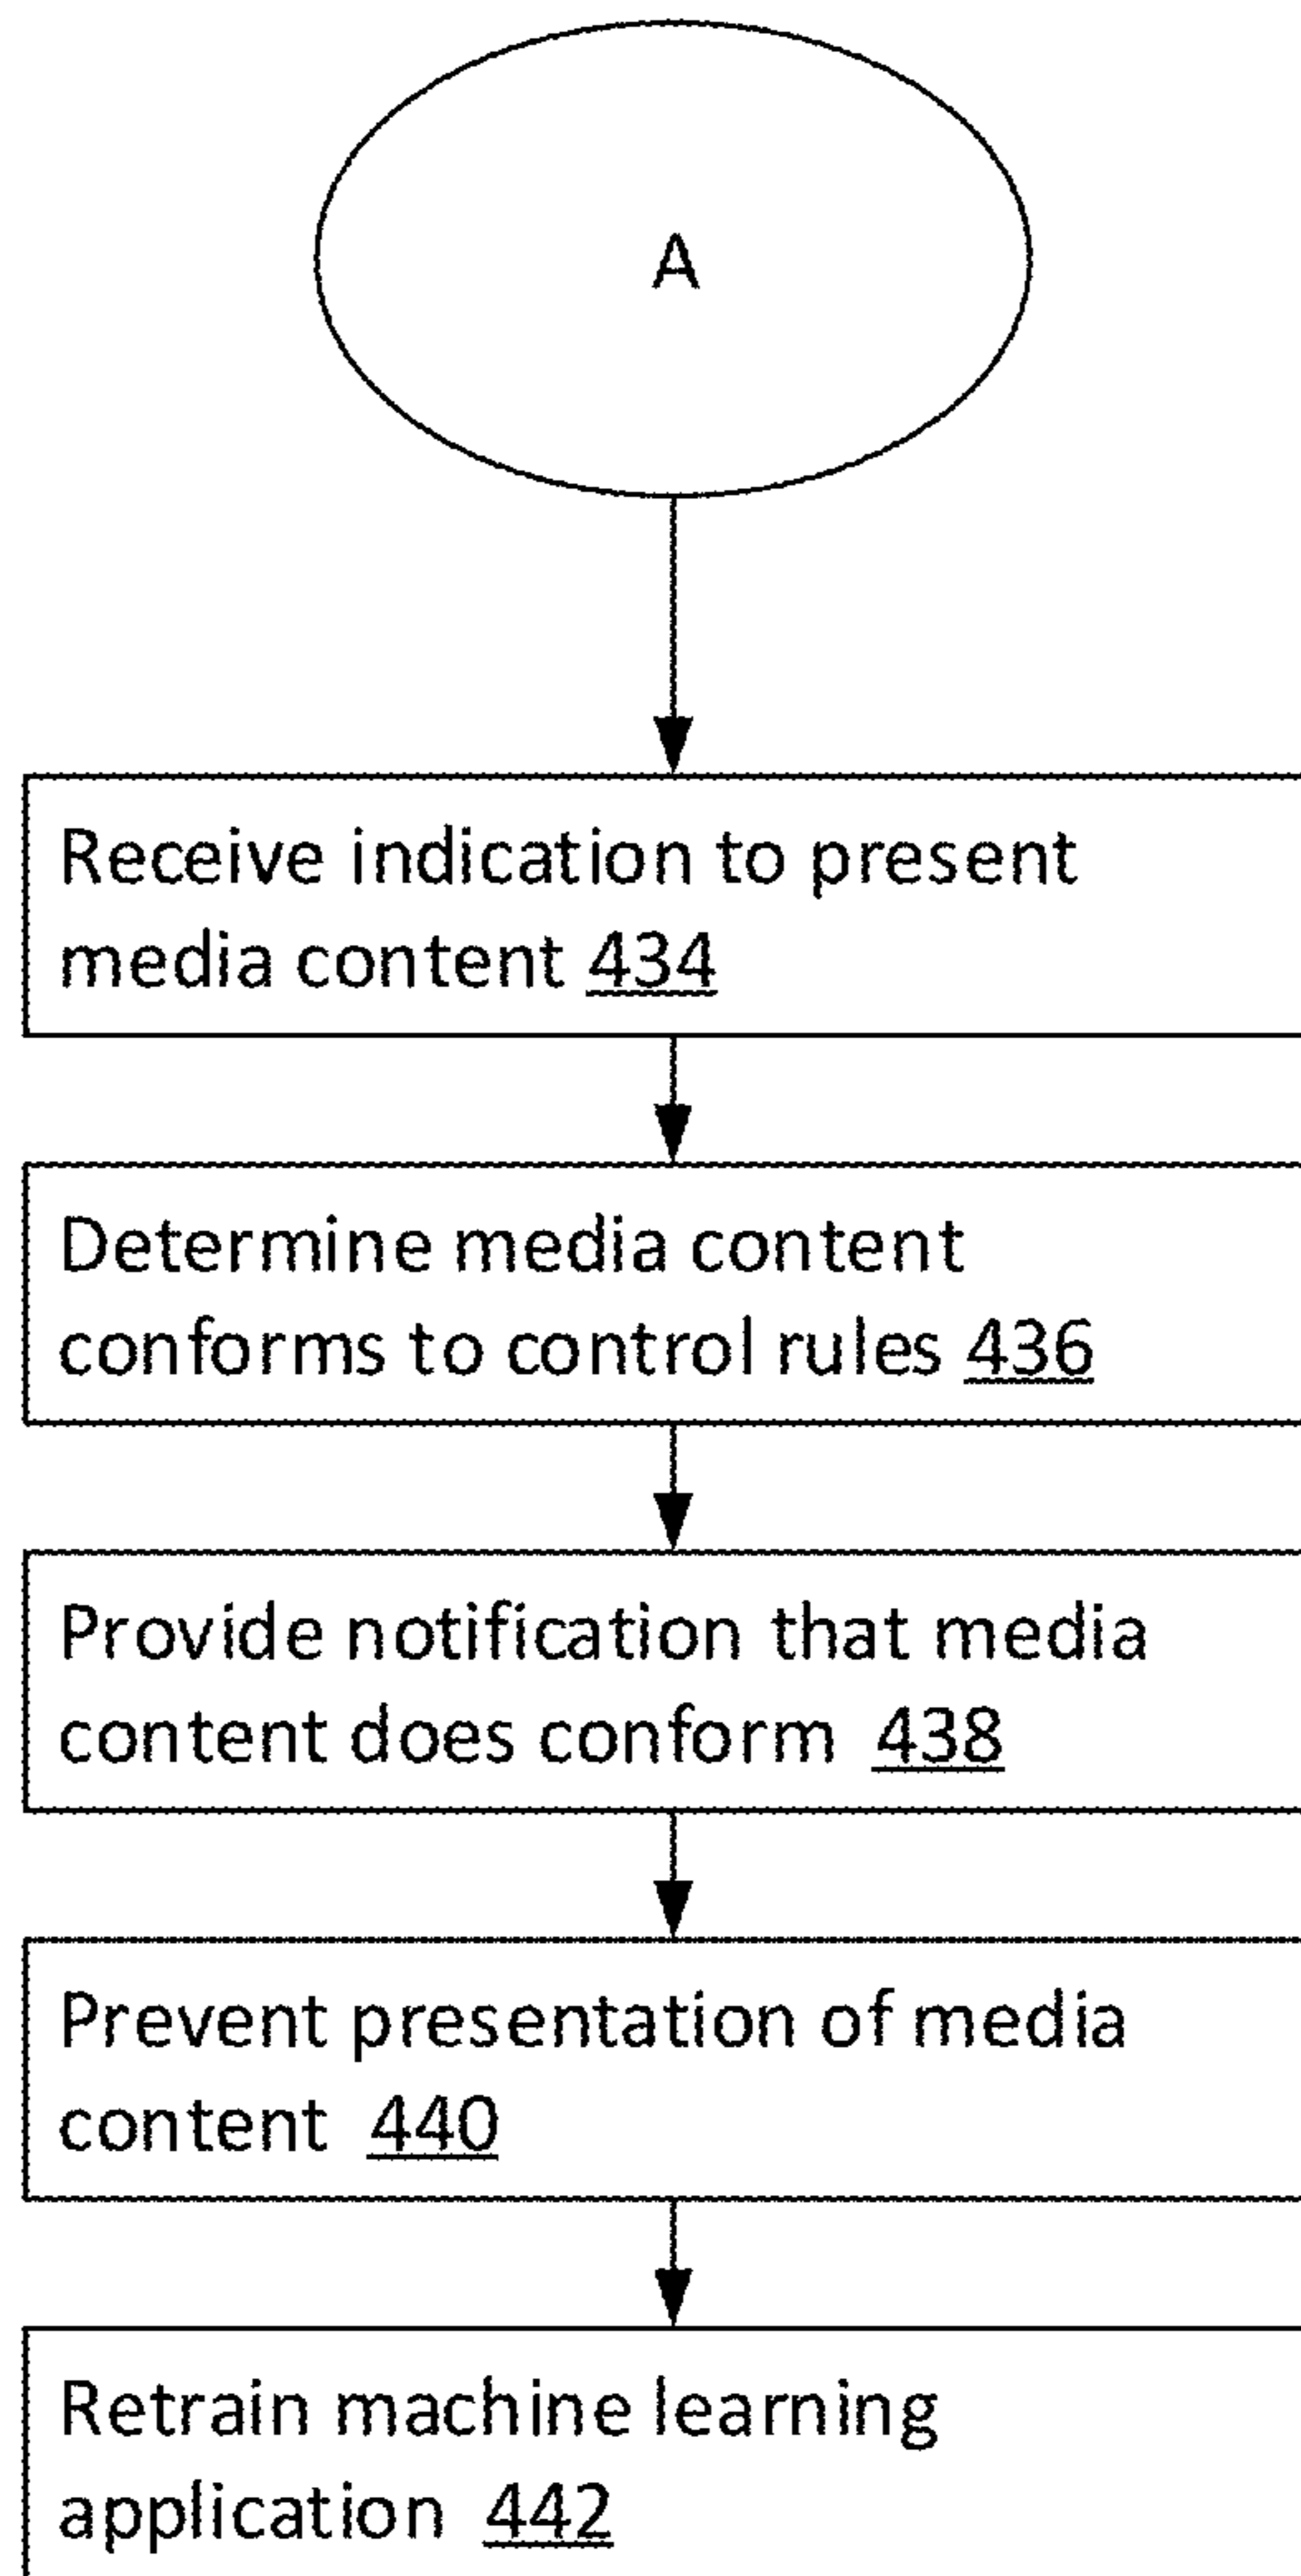 A
Receive indication to present
media content 434
Determine media content
conforms to control rules 436
Provide notification that media
content does conform 438
Prevent presentation of media
content 440
Retrain machine learning
application 442